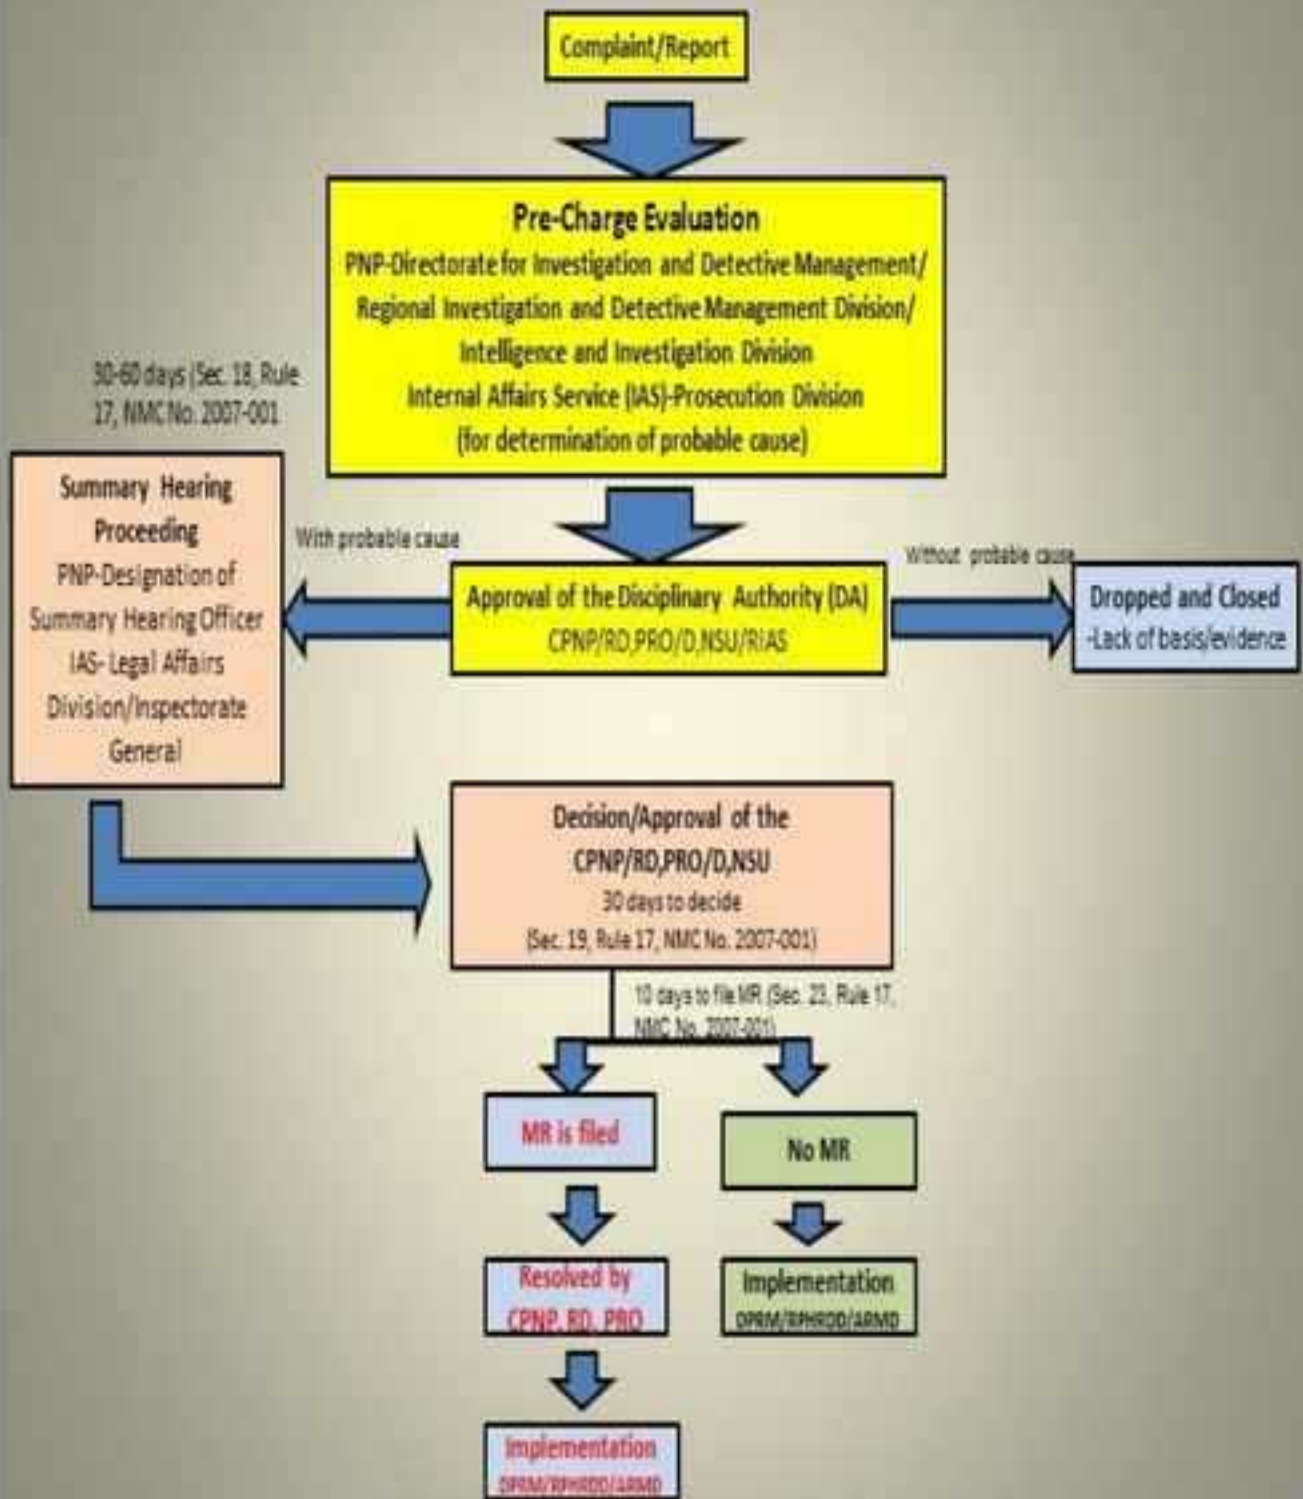 Complaint/Report
Pre-Charge Evaluation
PNP-Directorate for Investigation and Detective Management/
Regional Investigation and Detective Management Division/
Intelligence and Investigation Division
Internal Affairs Service (IAS)-Prosecution Division
(for determination of probable cause)
30-60 days (Sec. 18, Rule
17, NMC No. 2007-001
Summary Hearing
Proceeding
PNP-Designation of
Summary Hearing Officer
IAS- Legal Affairs
Division/Inspectorate
General
With probable cause
Approval of the Disciplinary Authority (DA)
CPNP/RD,PRO/D,NSU/RIAS
Without probable cause
Dropped and Closed
-Lack of basis/evidence
Decision/Approval of the
CPNP/RD,PRO/D,NSU
30 days to decide
(Sec. 19, Rule 17, NMC No. 2007-001)
10 days to file MR (Sec. 23, Rule 17,
NMC No. 2007-001)
MR is filed
No MR
Resolved by
CPNP, RD, PRO
Implementation
DPRM/RPHRDD/ARMD
Implementation
DPRM/RPHRDD/ARMD